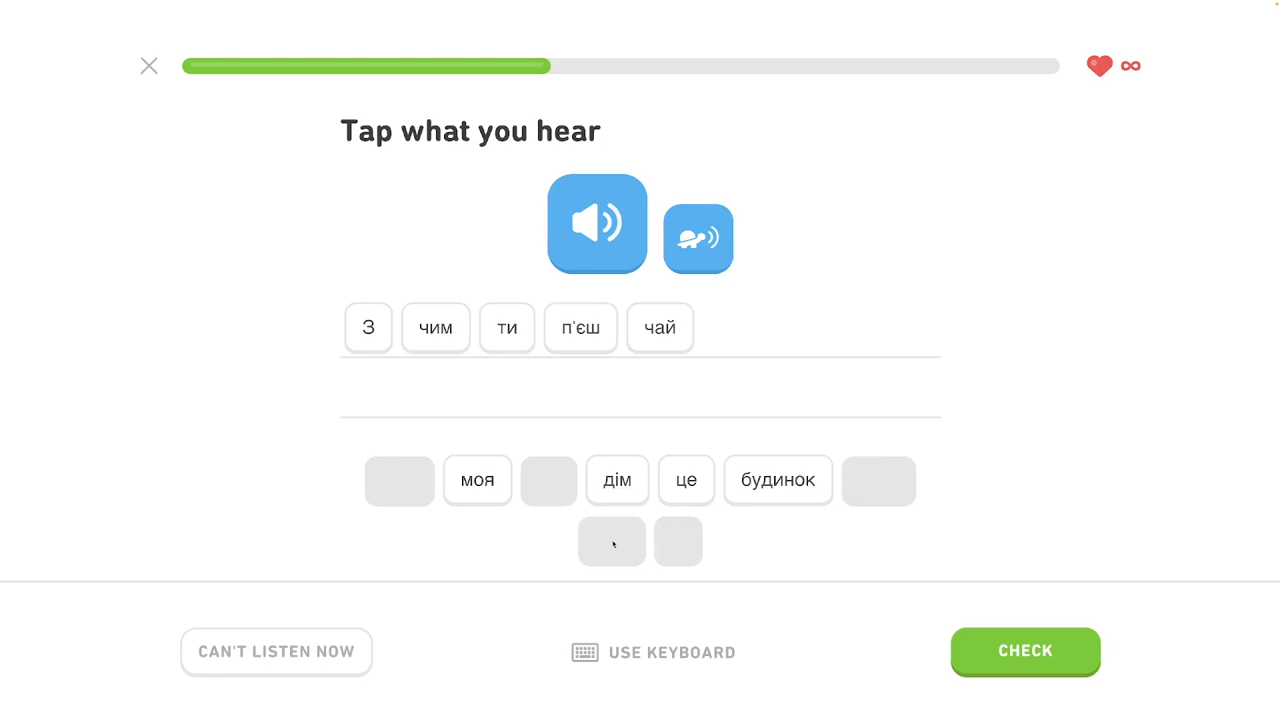 Tap what you hear
З чим ти п'єш чай
моя дім це будинок
CAN'T LISTEN NOW
USE KEYBOARD
CHECK